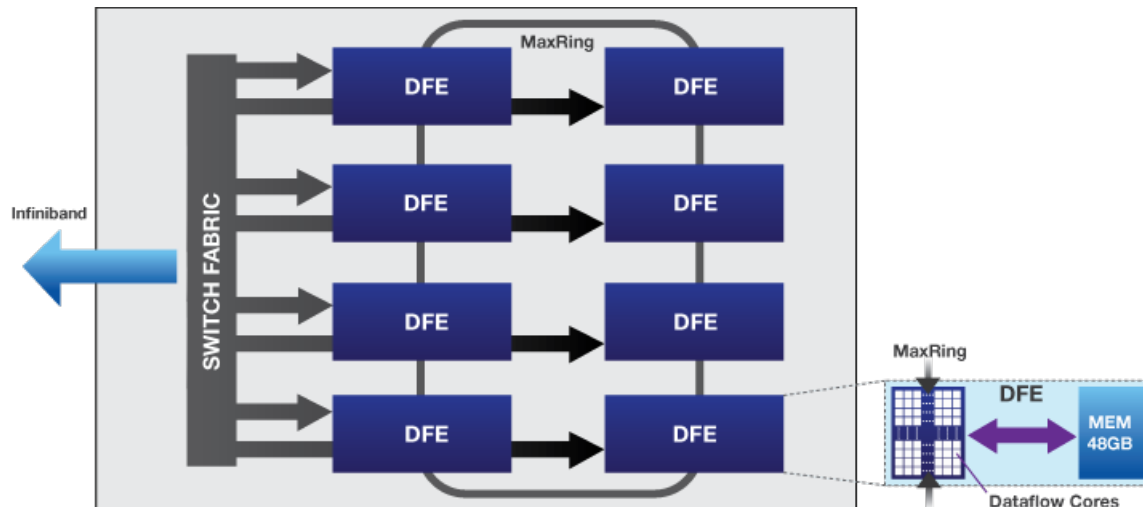 MaxRing
DFE
DFE
DFE
DFE
Infiniband
SWITCH FABRIC
DFE
DFE
MaxRing
DFE
DFE
DFE
MEM
48GB
Dataflow Cores